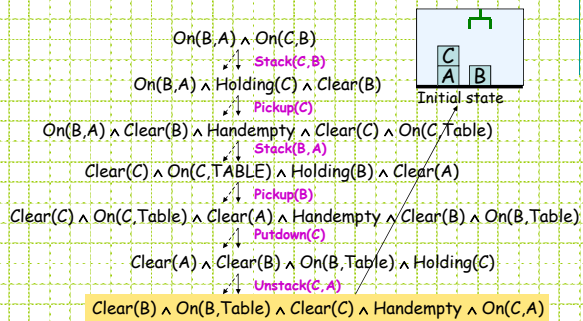 On(B,A) ∧ On(C,B)
Stack(C,B)
On(B,A) ∧ Holding(C) ∧ Clear(B)
Pickup(C)
On(B,A) ∧ Clear(B) ∧ Handempty ∧ Clear(C) ∧ On(C,Table)
Stack(B,A)
Clear(C) ∧ On(C,TABLE) ∧ Holding(B) ∧ Clear(A)
Pickup(B)
Clear(C) ∧ On(C,Table) ∧ Clear(A) ∧ Handempty ∧ Clear(B) ∧ On(B,Table)
Putdown(C)
Clear(A) ∧ Clear(B) ∧ On(B,Table) ∧ Holding(C)
Unstack(C,A)
Clear(B) ∧ On(B,Table) ∧ Clear(C) ∧ Handempty ∧ On(C,A)
C
A B
Initial state